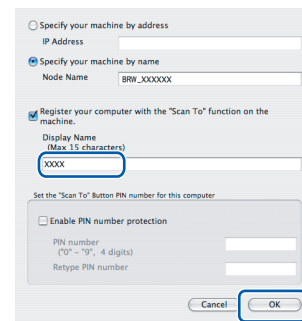 Specify your machine by address
IP Address
Specify your machine by name
Node Name BRW_XXXXXX
Register your computer with the "Scan To" function on the
machine.
Display Name
(Max 15 characters)
XXXX
Set the "Scan To" Button PIN number for this computer
Enable PIN number protection
PIN number
("0" – "9", 4 digits)
Retype PIN number
Cancel OK